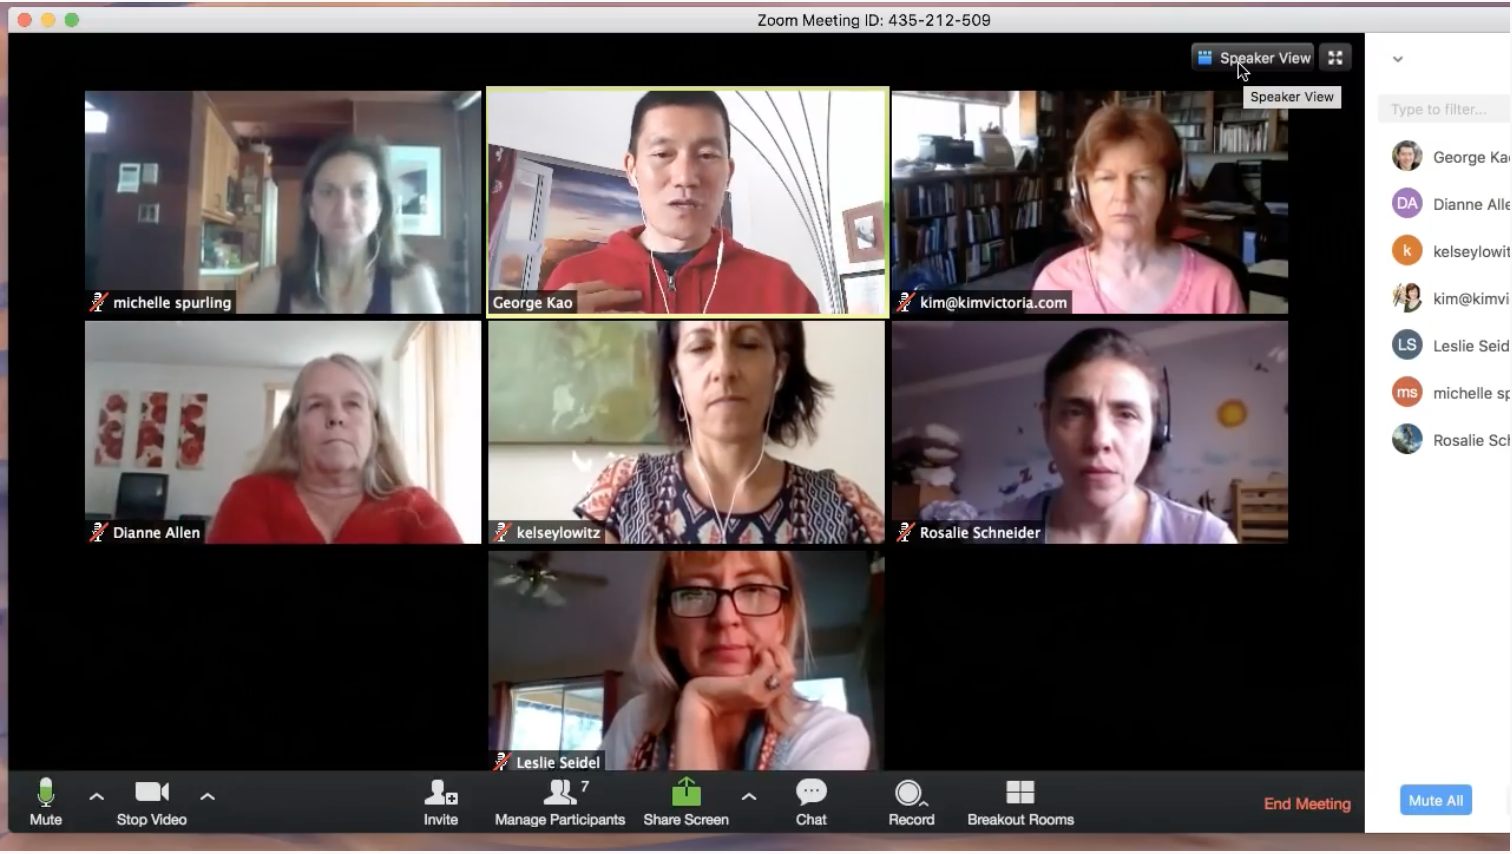 Zoom Meeting ID: 435-212-509
Speaker View
Speaker View
Type to filter...
michelle spurling
George Kao
kim@kimvictoria.com
Dianne Allen
kelseylowitz
Rosalie Schneider
Leslie Seidel
George Ka
DA Dianne Alle
k kelseylowit
kim@kimvi
LS Leslie Seid
ms michelle sp
Rosalie Sch
Mute
Stop Video
Invite
7
Manage Participants
Share Screen
Chat
Record
Breakout Rooms
End Meeting
Mute All